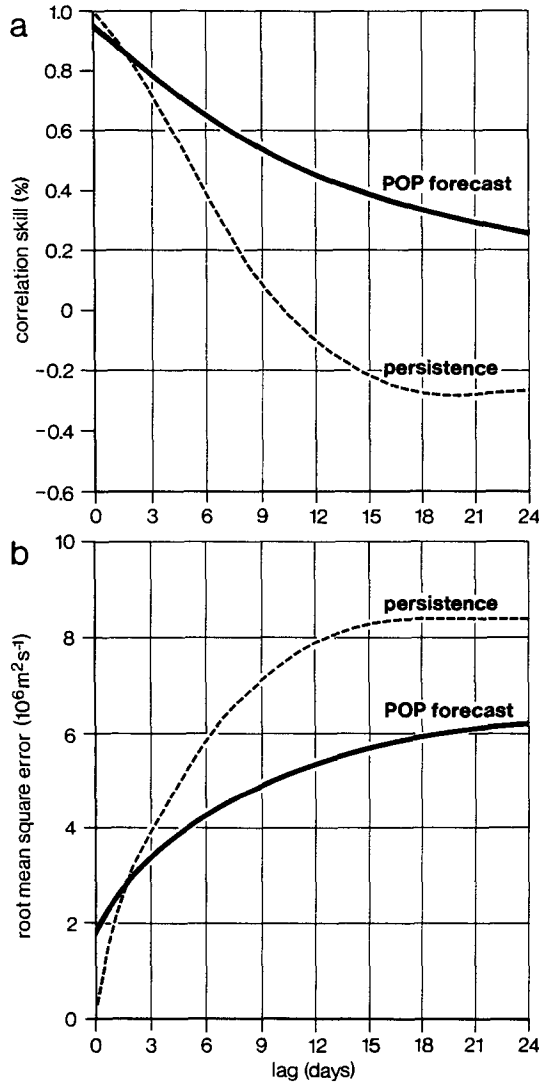 a
correlation skill (%)
1.0
0.8
0.6
0.4
0.2
0
−0.2
−0.4
−0.6
POP forecast
persistence
0 3 6 9 12 15 18 21 24
b
root mean square error (10⁶m²s⁻¹)
10
8
6
4
2
0
persistence
POP forecast
0 3 6 9 12 15 18 21 24
lag (days)